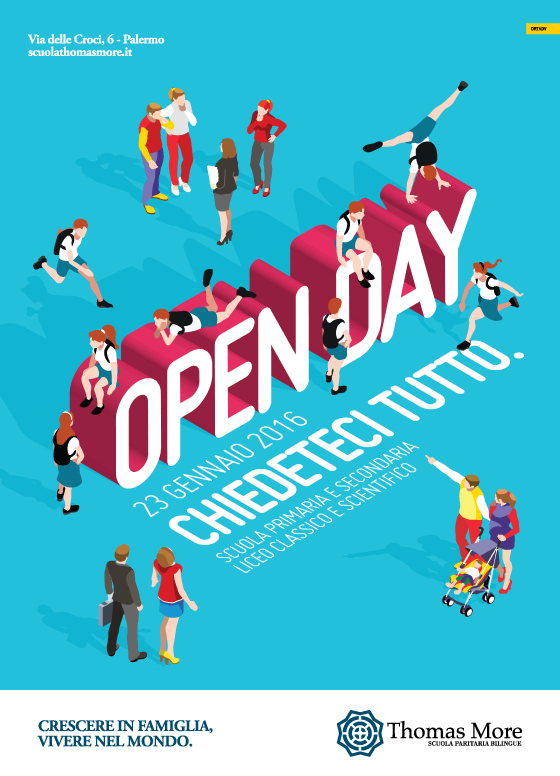 Via delle Croci, 6 - Palermo
scuolathomasmore.it
OPEN DAY
23 GENNAIO 2016
CHIEDETECI TUTTO.
SCUOLA PRIMARIA E SECONDARIA
LICEO CLASSICO E SCIENTIFICO
CRESCERE IN FAMIGLIA,
VIVERE NEL MONDO.
Thomas More
SCUOLA PARITARIA BILINGUE